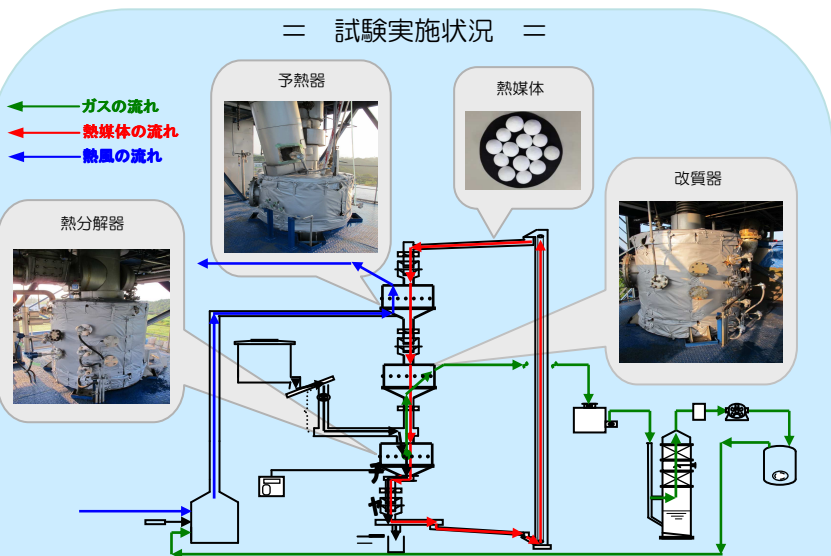 ＝ 試験実施状況 ＝
予熱器
熱媒体
ガスの流れ
熱媒体の流れ
熱風の流れ
改質器
熱分解器